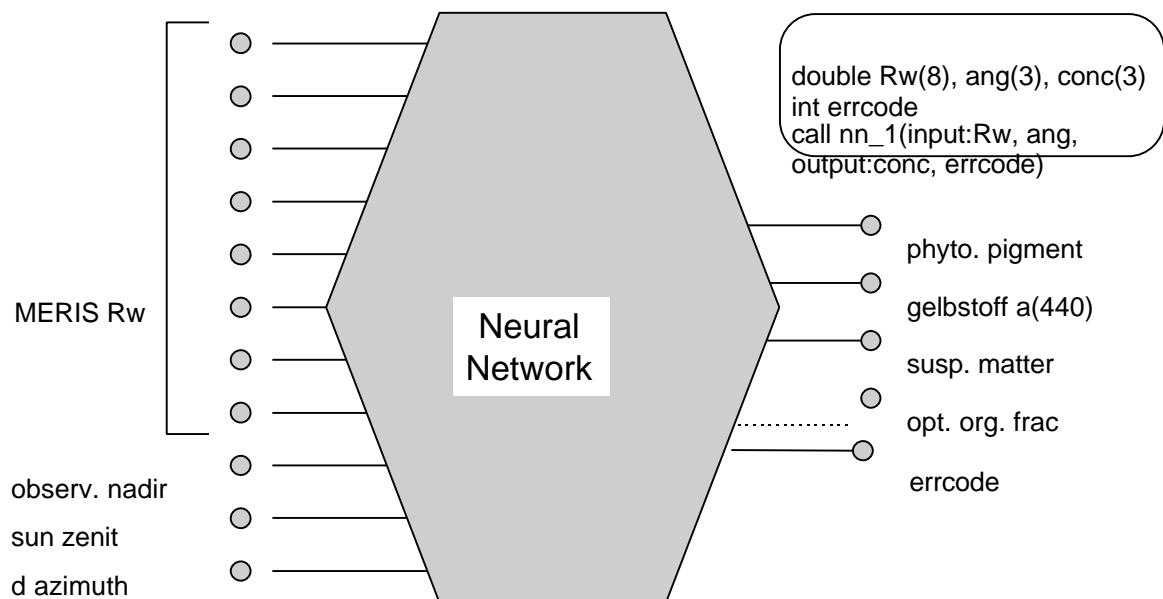 double Rw(8), ang(3), conc(3)
int errcode
call nn_1(input:Rw, ang,
output:conc, errcode)
MERIS Rw
observ. nadir
sun zenit
d azimuth
Neural
Network
phyto. pigment
gelbstoff a(440)
susp. matter
opt. org. frac
errcode